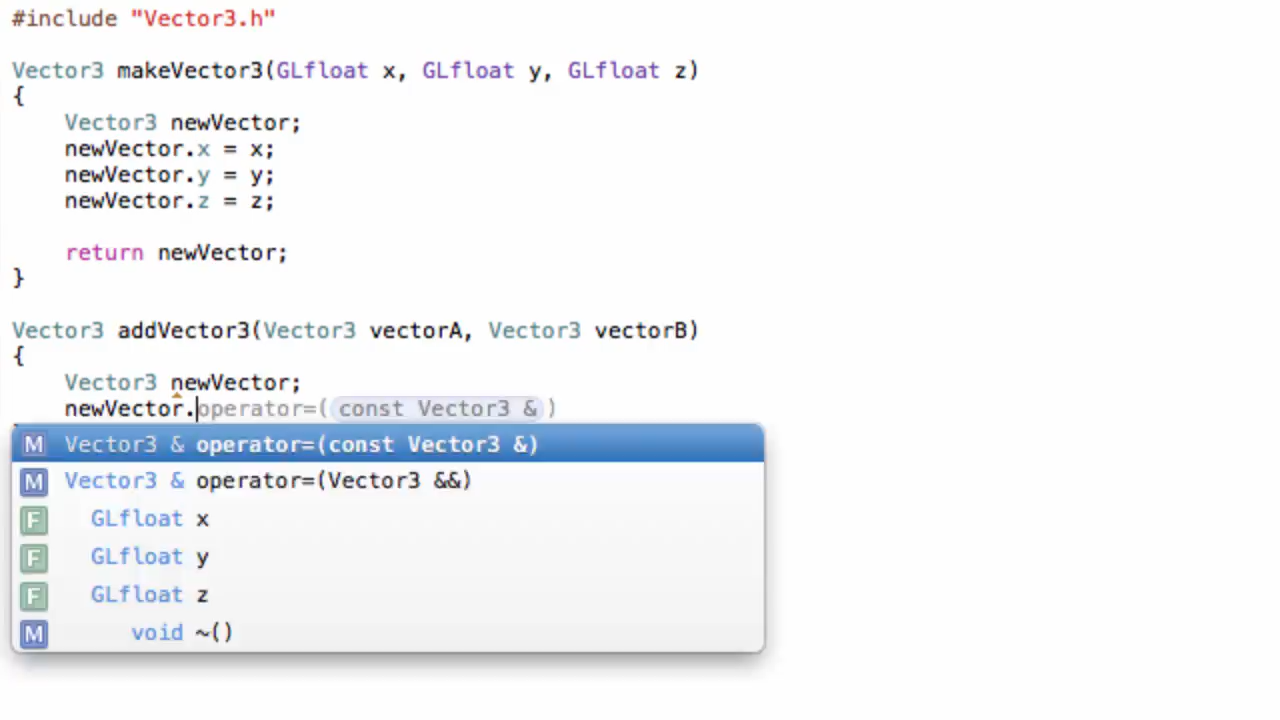 #include "Vector3.h"
Vector3 makeVector3(GLfloat x, GLfloat y, GLfloat z)
{
    Vector3 newVector;
    newVector.x = x;
    newVector.y = y;
    newVector.z = z;
    return newVector;
}
Vector3 addVector3(Vector3 vectorA, Vector3 vectorB)
{
    Vector3 newVector;
    newVector.operator=(const Vector3 &)
M Vector3 & operator=(const Vector3 &)
M Vector3 & operator=(Vector3 &&)
F GLfloat x
F GLfloat y
F GLfloat z
M void ~()